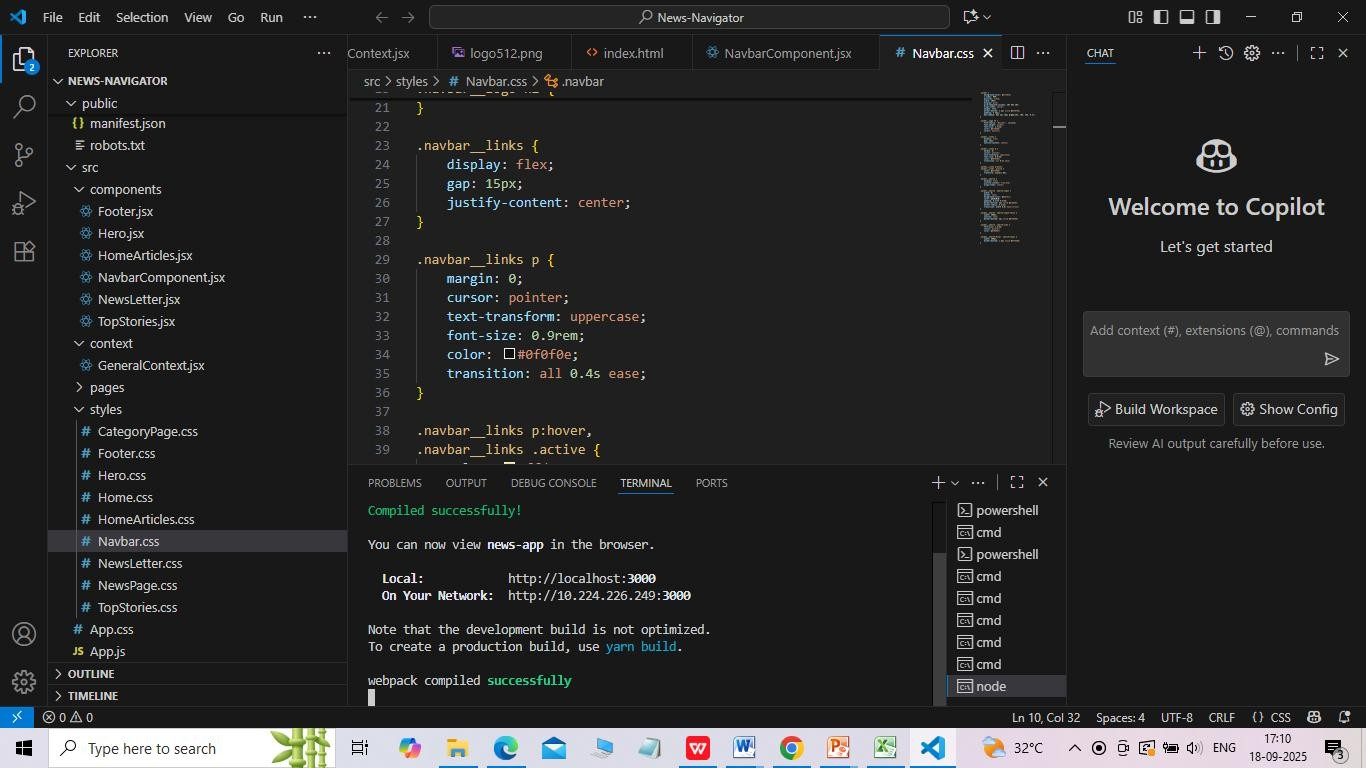 File Edit Selection View Go Run ···
News-Navigator
EXPLORER
NEWS-NAVIGATOR
public
manifest.json
robots.txt
src
components
Footer.jsx
Hero.jsx
HomeArticles.jsx
NavbarComponent.jsx
NewsLetter.jsx
TopStories.jsx
context
GeneralContext.jsx
pages
styles
CategoryPage.css
Footer.css
Hero.css
Home.css
HomeArticles.css
Navbar.css
NewsLetter.css
NewsPage.css
TopStories.css
App.css
JS App.js
OUTLINE
TIMELINE
2
Context.jsx logo512.png index.html NavbarComponent.jsx # Navbar.css
src > styles > # Navbar.css > .navbar
21 }
22
23 .navbar__links {
24 display: flex;
25 gap: 15px;
26 justify-content: center;
27 }
28
29 .navbar__links p {
30 margin: 0;
31 cursor: pointer;
32 text-transform: uppercase;
33 font-size: 0.9rem;
34 color: #0f0f0e;
35 transition: all 0.4s ease;
36 }
37
38 .navbar__links p:hover,
39 .navbar__links .active {
PROBLEMS OUTPUT DEBUG CONSOLE TERMINAL PORTS
Compiled successfully!
You can now view news-app in the browser.
Local: http://localhost:3000
On Your Network: http://10.224.226.249:3000
Note that the development build is not optimized.
To create a production build, use yarn build.
webpack compiled successfully
powershell
cmd
powershell
cmd
cmd
cmd
cmd
cmd
node
CHAT
Welcome to Copilot
Let's get started
Add context (#), extensions (@), commands
Build Workspace Show Config
Review AI output carefully before use.
0 0 Ln 10, Col 32 Spaces: 4 UTF-8 CRLF {} CSS
Type here to search
32°C ENG 17:10
18-09-2025
3